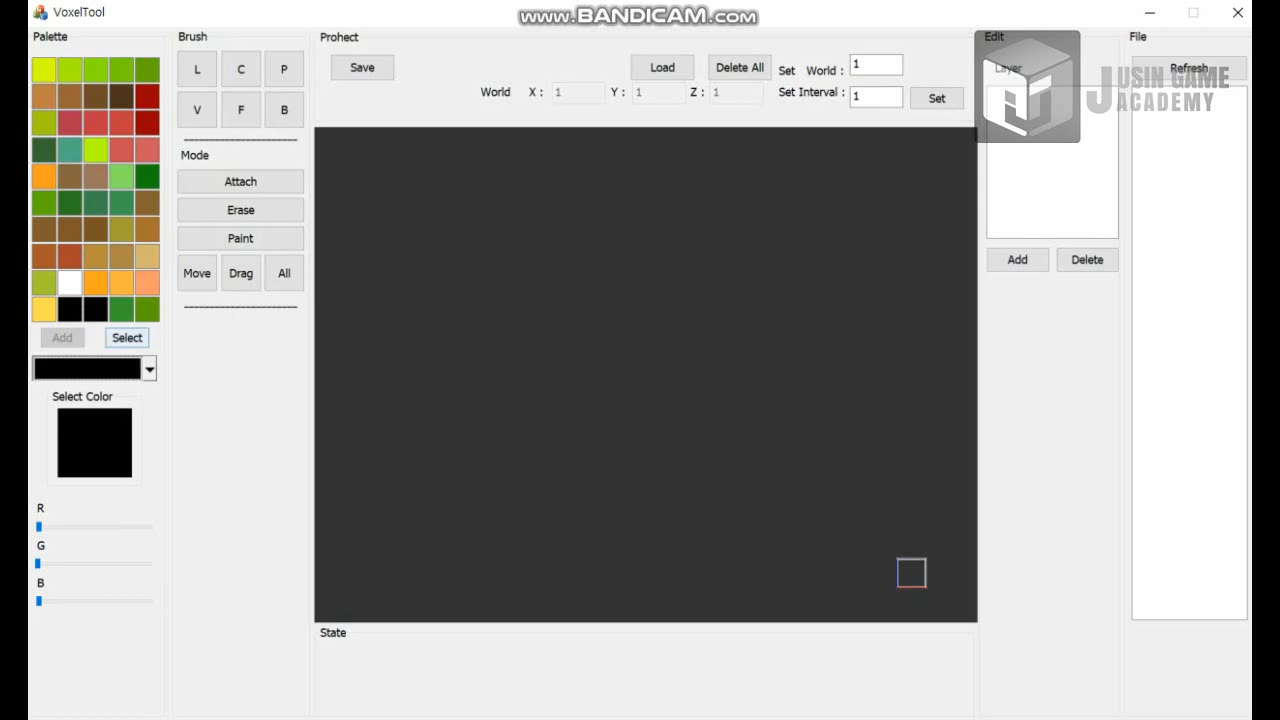 VoxelTool
www.BANDICAM.com
Palette
Brush
Prohect
Edit
File
L C P
V F B
Save
Load
Delete All
Set World : 1
World X : 1 Y : 1 Z : 1
Set Interval : 1
Set
Layer
Refresh
JUSIN GAME
ACADEMY
Mode
Attach
Erase
Paint
Move Drag All
Add Delete
Add Select
Select Color
R
G
B
State